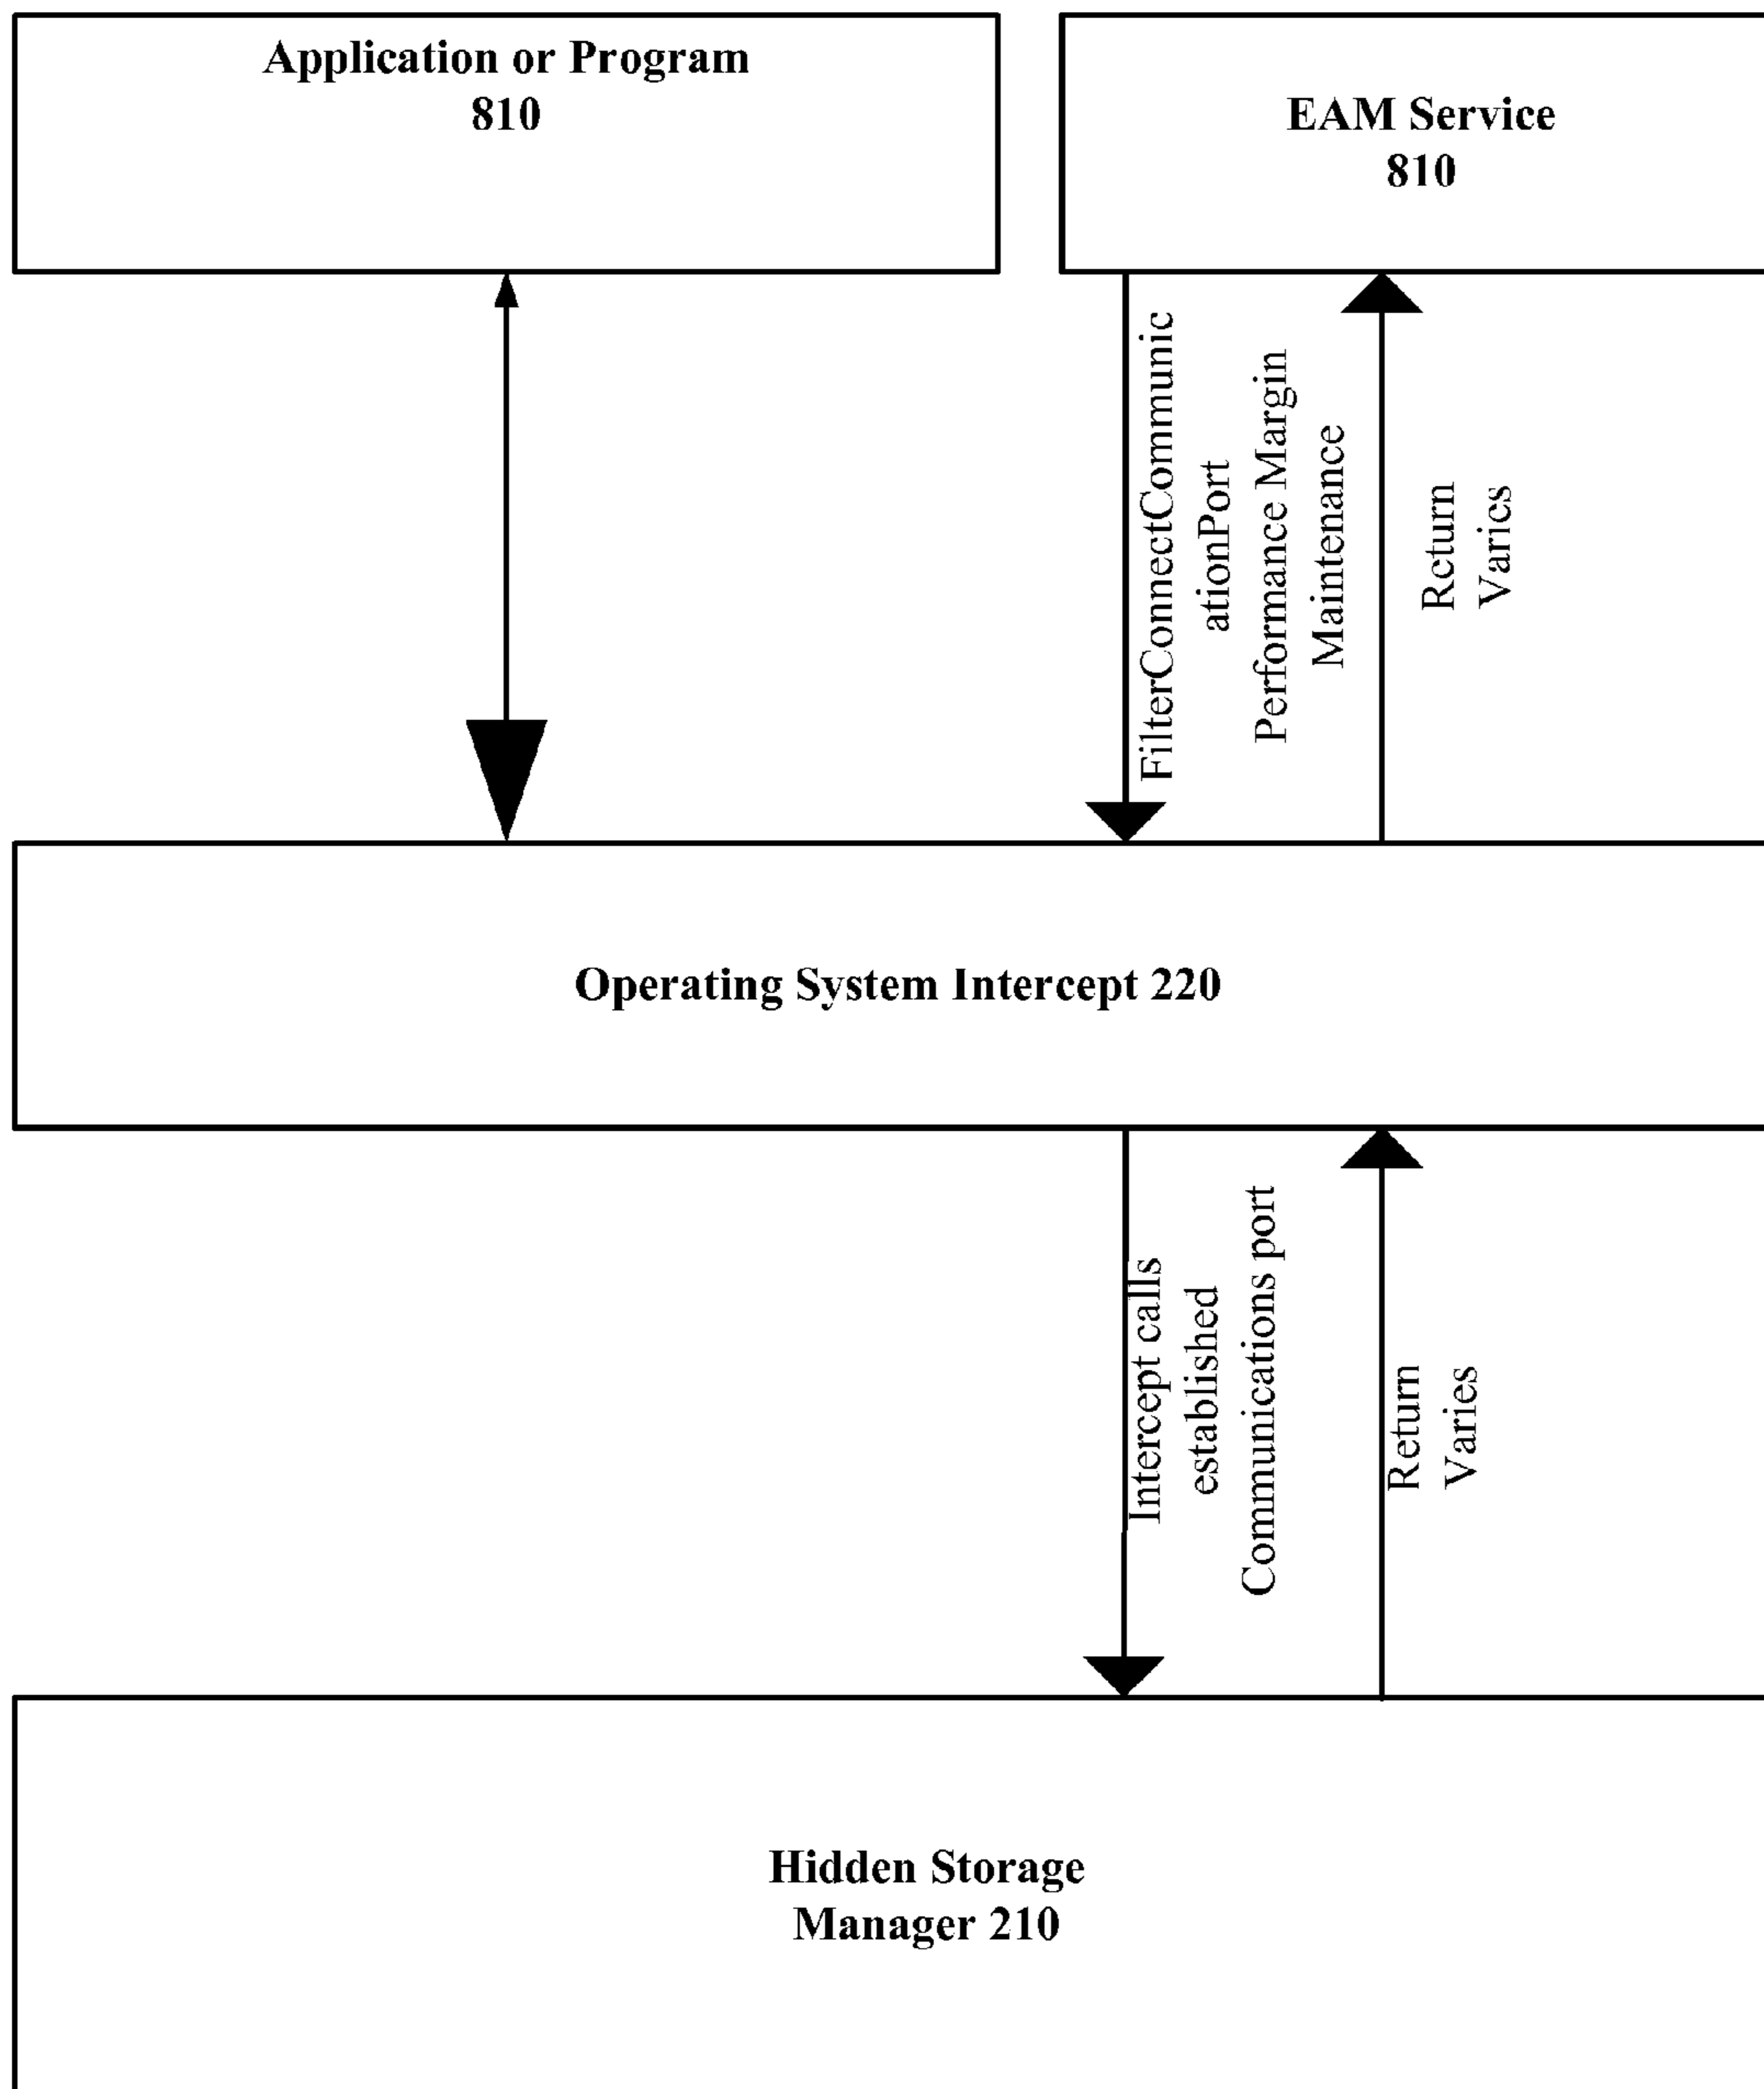 Application or Program
810
EAM Service
810
FilterConnectCommunic
ationPort
Performance Margin
Maintenance
Return
Varies
Operating System Intercept 220
Intercept calls
established
Communications port
Return
Varies
Hidden Storage
Manager 210